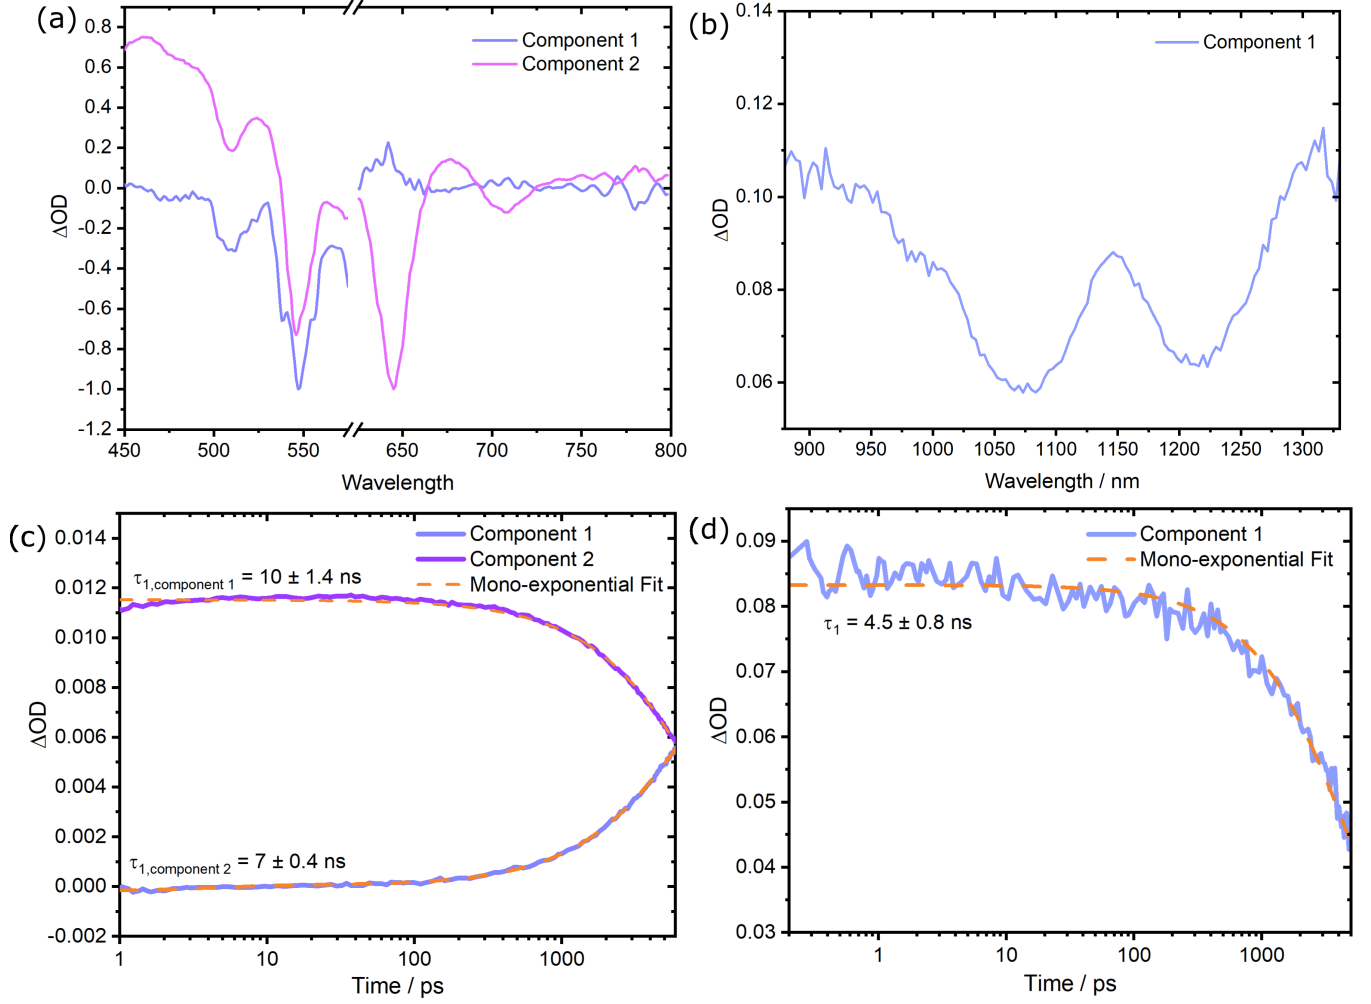 (a)
Component 1
Component 2
0.8
0.6
0.4
0.2
0.0
-0.2
-0.4
-0.6
-0.8
-1.0
-1.2
ΔOD
450 500 550 650 700 750 800
Wavelength
(b)
Component 1
0.14
0.12
0.10
0.08
0.06
ΔOD
900 950 1000 1050 1100 1150 1200 1250 1300
Wavelength / nm
(c)
Component 1
Component 2
Mono-exponential Fit
τ1,component 1 = 10 ± 1.4 ns
τ1,component 2 = 7 ± 0.4 ns
0.014
0.012
0.010
0.008
0.006
0.004
0.002
0.000
-0.002
ΔOD
1 10 100 1000
Time / ps
(d)
Component 1
Mono-exponential Fit
τ1 = 4.5 ± 0.8 ns
0.09
0.08
0.07
0.06
0.05
0.04
0.03
ΔOD
1 10 100 1000
Time / ps